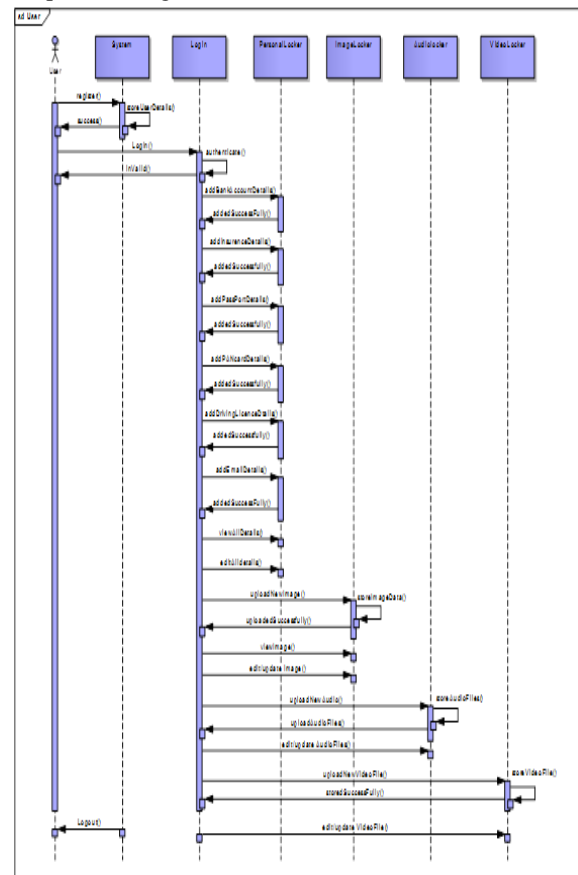 sd User
System
Login
PersonalLocker
ImageLocker
AudioLocker
VideoLocker
User
register()
storeUserDetails()
success()
Login()
authenticate()
inValid()
addBankAccountDetails()
addedSuccessFully()
addInsurenceDetails()
addedSuccessfully()
addPassPortDetails()
addedSuccessfully()
addPANcardDetails()
addedSuccessfully()
addDrivingLicenceDtails()
addedSuccessfully()
addEmailDetails()
addedSuccessFully()
viewAllDetails()
editAlldetails()
uploadNewImage()
storeImageData()
uploadedSuccessfully()
viewImage()
edit/update Image()
uploadNewAudio()
storeAudioFiles()
uploadAudioFiles()
edit/update AudioFiles()
uploadNewVideoFile()
storeVideoFile()
storedSuccessFully()
Logout()
edit/update VideoFile()